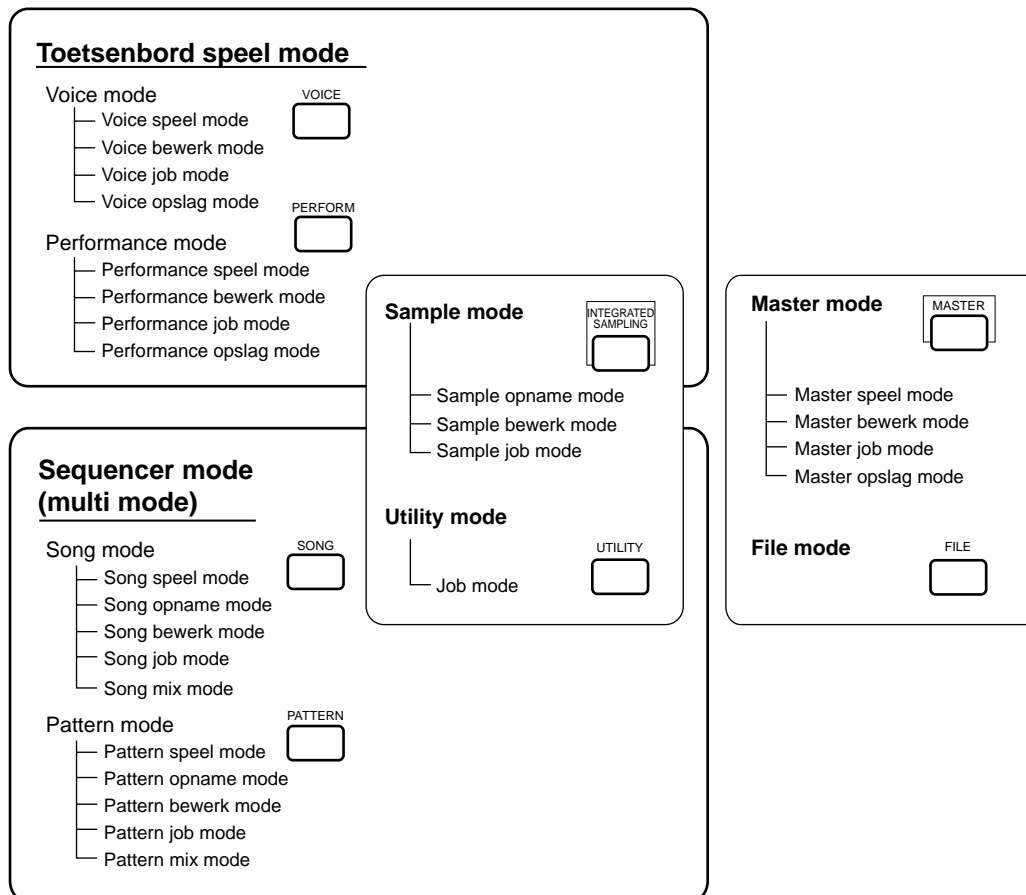 Toetsenbord speel mode
Voice mode
VOICE
Voice speel mode
Voice bewerk mode
Voice job mode
Voice opslag mode
PERFORM
Performance mode
Performance speel mode
Performance bewerk mode
Performance job mode
Performance opslag mode
Sequencer mode
(multi mode)
Song mode
SONG
Song speel mode
Song opname mode
Song bewerk mode
Song job mode
Song mix mode
Pattern mode
PATTERN
Pattern speel mode
Pattern opname mode
Pattern bewerk mode
Pattern job mode
Pattern mix mode
Sample mode
INTEGRATED
SAMPLING
Sample opname mode
Sample bewerk mode
Sample job mode
Utility mode
UTILITY
Job mode
Master mode
MASTER
Master speel mode
Master bewerk mode
Master job mode
Master opslag mode
File mode
FILE